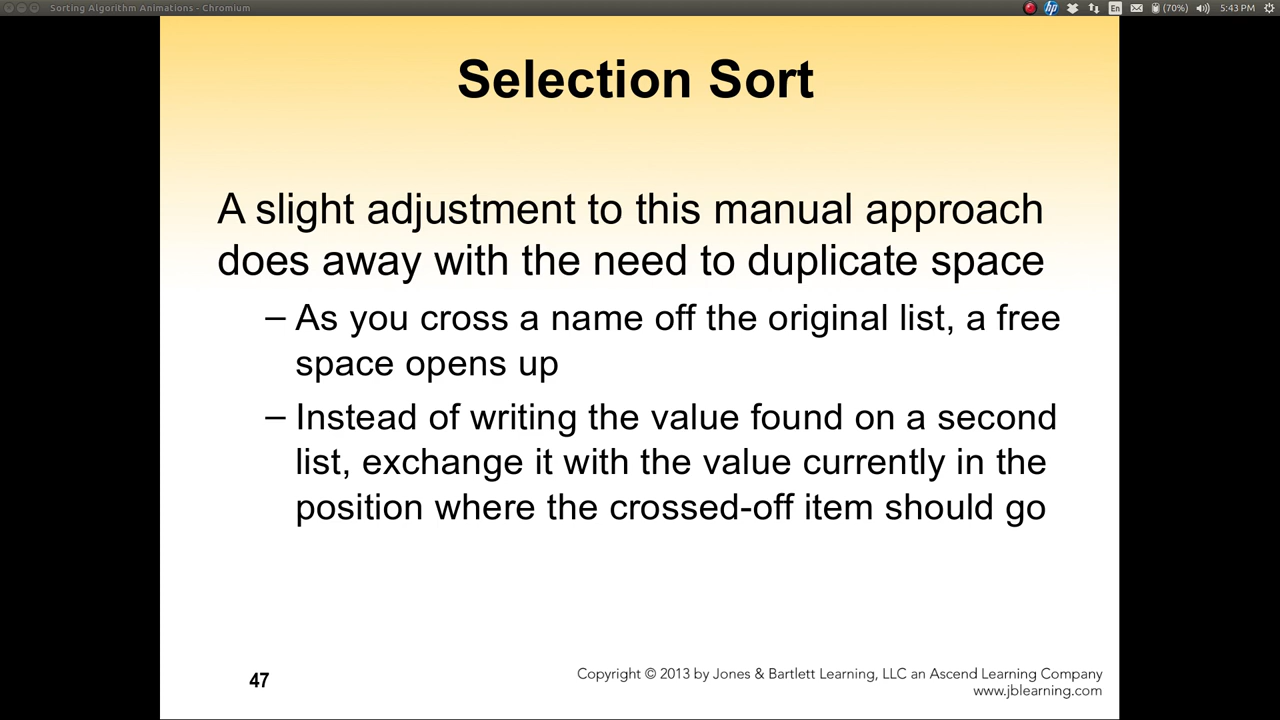 Sorting Algorithm Animations - Chromium
En (70%) 5:43 PM
Selection Sort
A slight adjustment to this manual approach
does away with the need to duplicate space
– As you cross a name off the original list, a free
space opens up
– Instead of writing the value found on a second
list, exchange it with the value currently in the
position where the crossed-off item should go
47
Copyright © 2013 by Jones & Bartlett Learning, LLC an Ascend Learning Company
www.jblearning.com